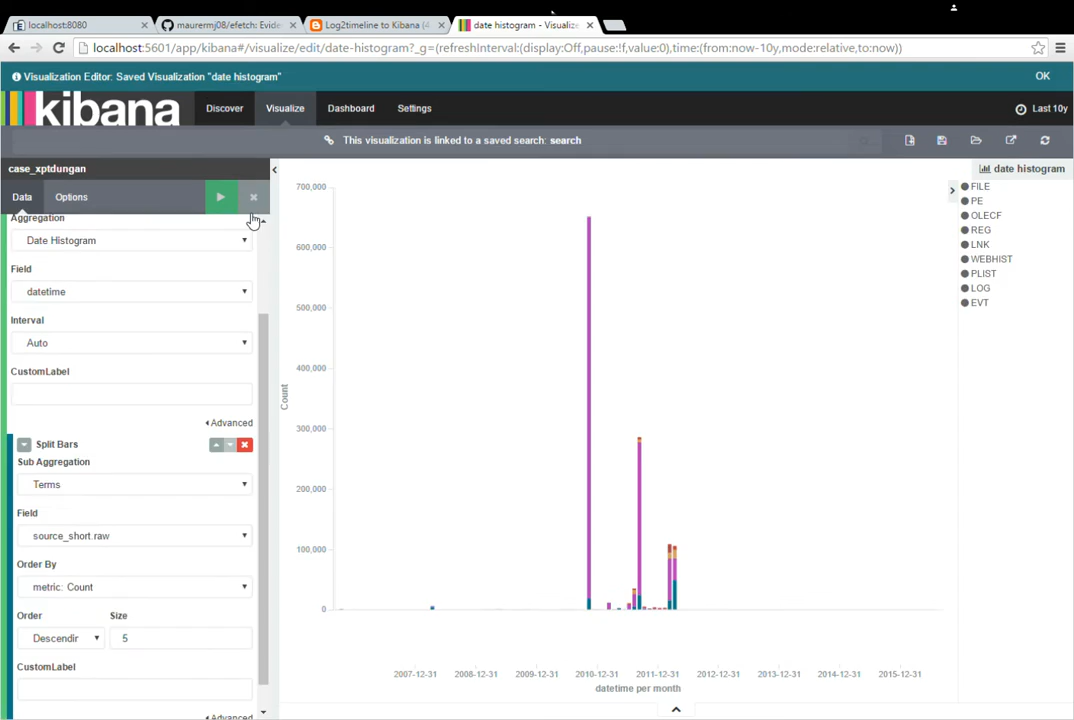 localhost:8080
maurermj08/efetch: Evide
Log2timeline to Kibana (4.
date histogram - Visualize
localhost:5601/app/kibana#/visualize/edit/date-histogram?_g=(refreshInterval:(display:Off,pause:!f,value:0),time:(from:now-10y,mode:relative,to:now))
Visualization Editor: Saved Visualization "date histogram"
OK
kibana
Discover
Visualize
Dashboard
Settings
Last 10y
This visualization is linked to a saved search: search
case_xptdungan
date histogram
Data
Options
Aggregation
Date Histogram
Field
datetime
Interval
Auto
CustomLabel
Advanced
Split Bars
Sub Aggregation
Terms
Field
source_short.raw
Order By
metric: Count
Order
Size
Descendir
5
CustomLabel
Advanced
700,000
600,000
500,000
400,000
300,000
200,000
100,000
0
Count
2007-12-31
2008-12-31
2009-12-31
2010-12-31
2011-12-31
2012-12-31
2013-12-31
2014-12-31
2015-12-31
datetime per month
FILE
PE
OLECF
REG
LNK
WEBHIST
PLIST
LOG
EVT